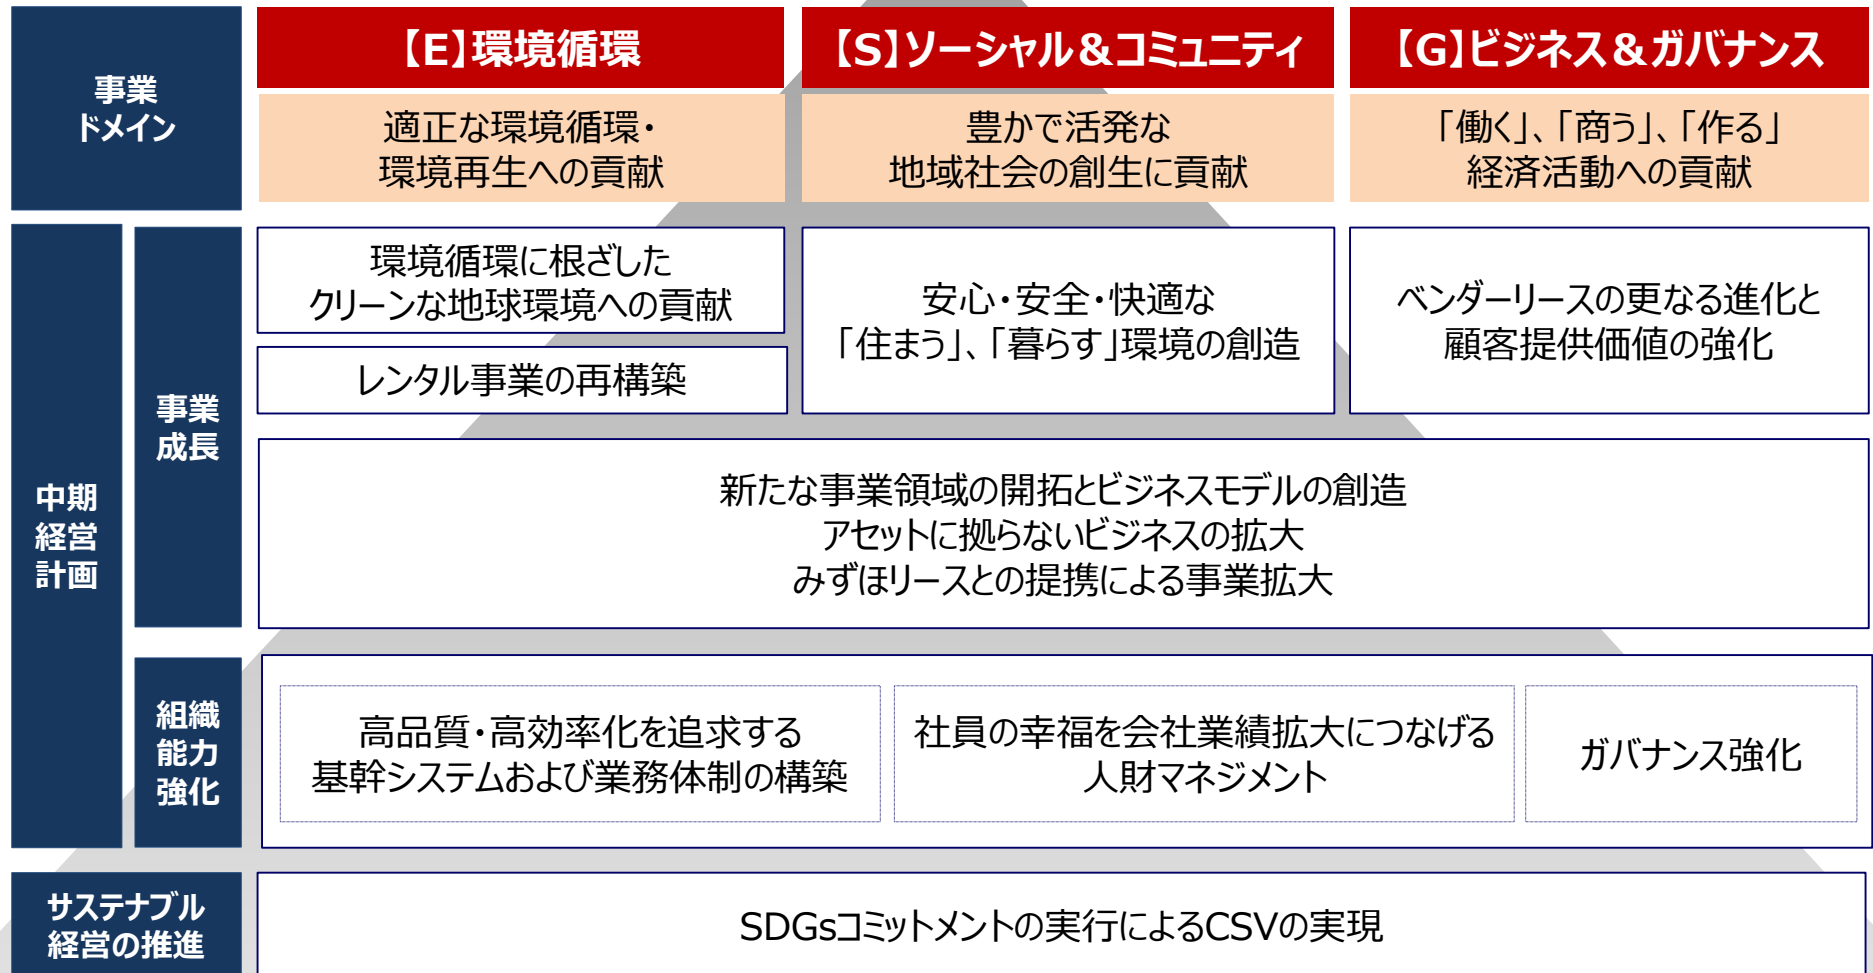 事業
ドメイン
【E】環境循環
【S】ソーシャル＆コミュニティ
【G】ビジネス＆ガバナンス
適正な環境循環・
環境再生への貢献
豊かで活発な
地域社会の創生に貢献
「働く」、「商う」、「作る」
経済活動への貢献
中期
経営
計画
事業
成長
環境循環に根ざした
クリーンな地球環境への貢献
レンタル事業の再構築
安心・安全・快適な
「住まう」、「暮らす」環境の創造
ベンダーリースの更なる進化と
顧客提供価値の強化
新たな事業領域の開拓とビジネスモデルの創造
アセットに拠らないビジネスの拡大
みずほリースとの提携による事業拡大
組織
能力
強化
高品質・高効率化を追求する
基幹システムおよび業務体制の構築
社員の幸福を会社業績拡大につなげる
人財マネジメント
ガバナンス強化
サステナブル
経営の推進
SDGsコミットメントの実行によるCSVの実現